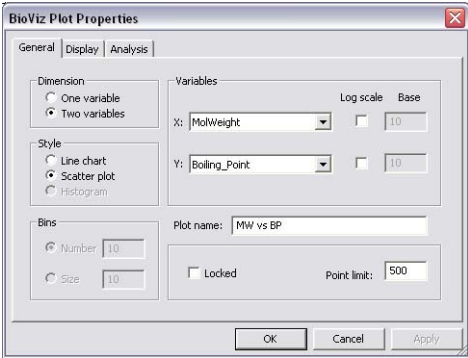 BioViz Plot Properties
General Display Analysis
Dimension
One variable
Two variables
Style
Line chart
Scatter plot
Histogram
Bins
Number 10
Size 10
Variables
Log scale Base
X: MolWeight 10
Y: Boiling_Point 10
Plot name: MW vs BP
Locked Point limit: 500
OK Cancel Apply